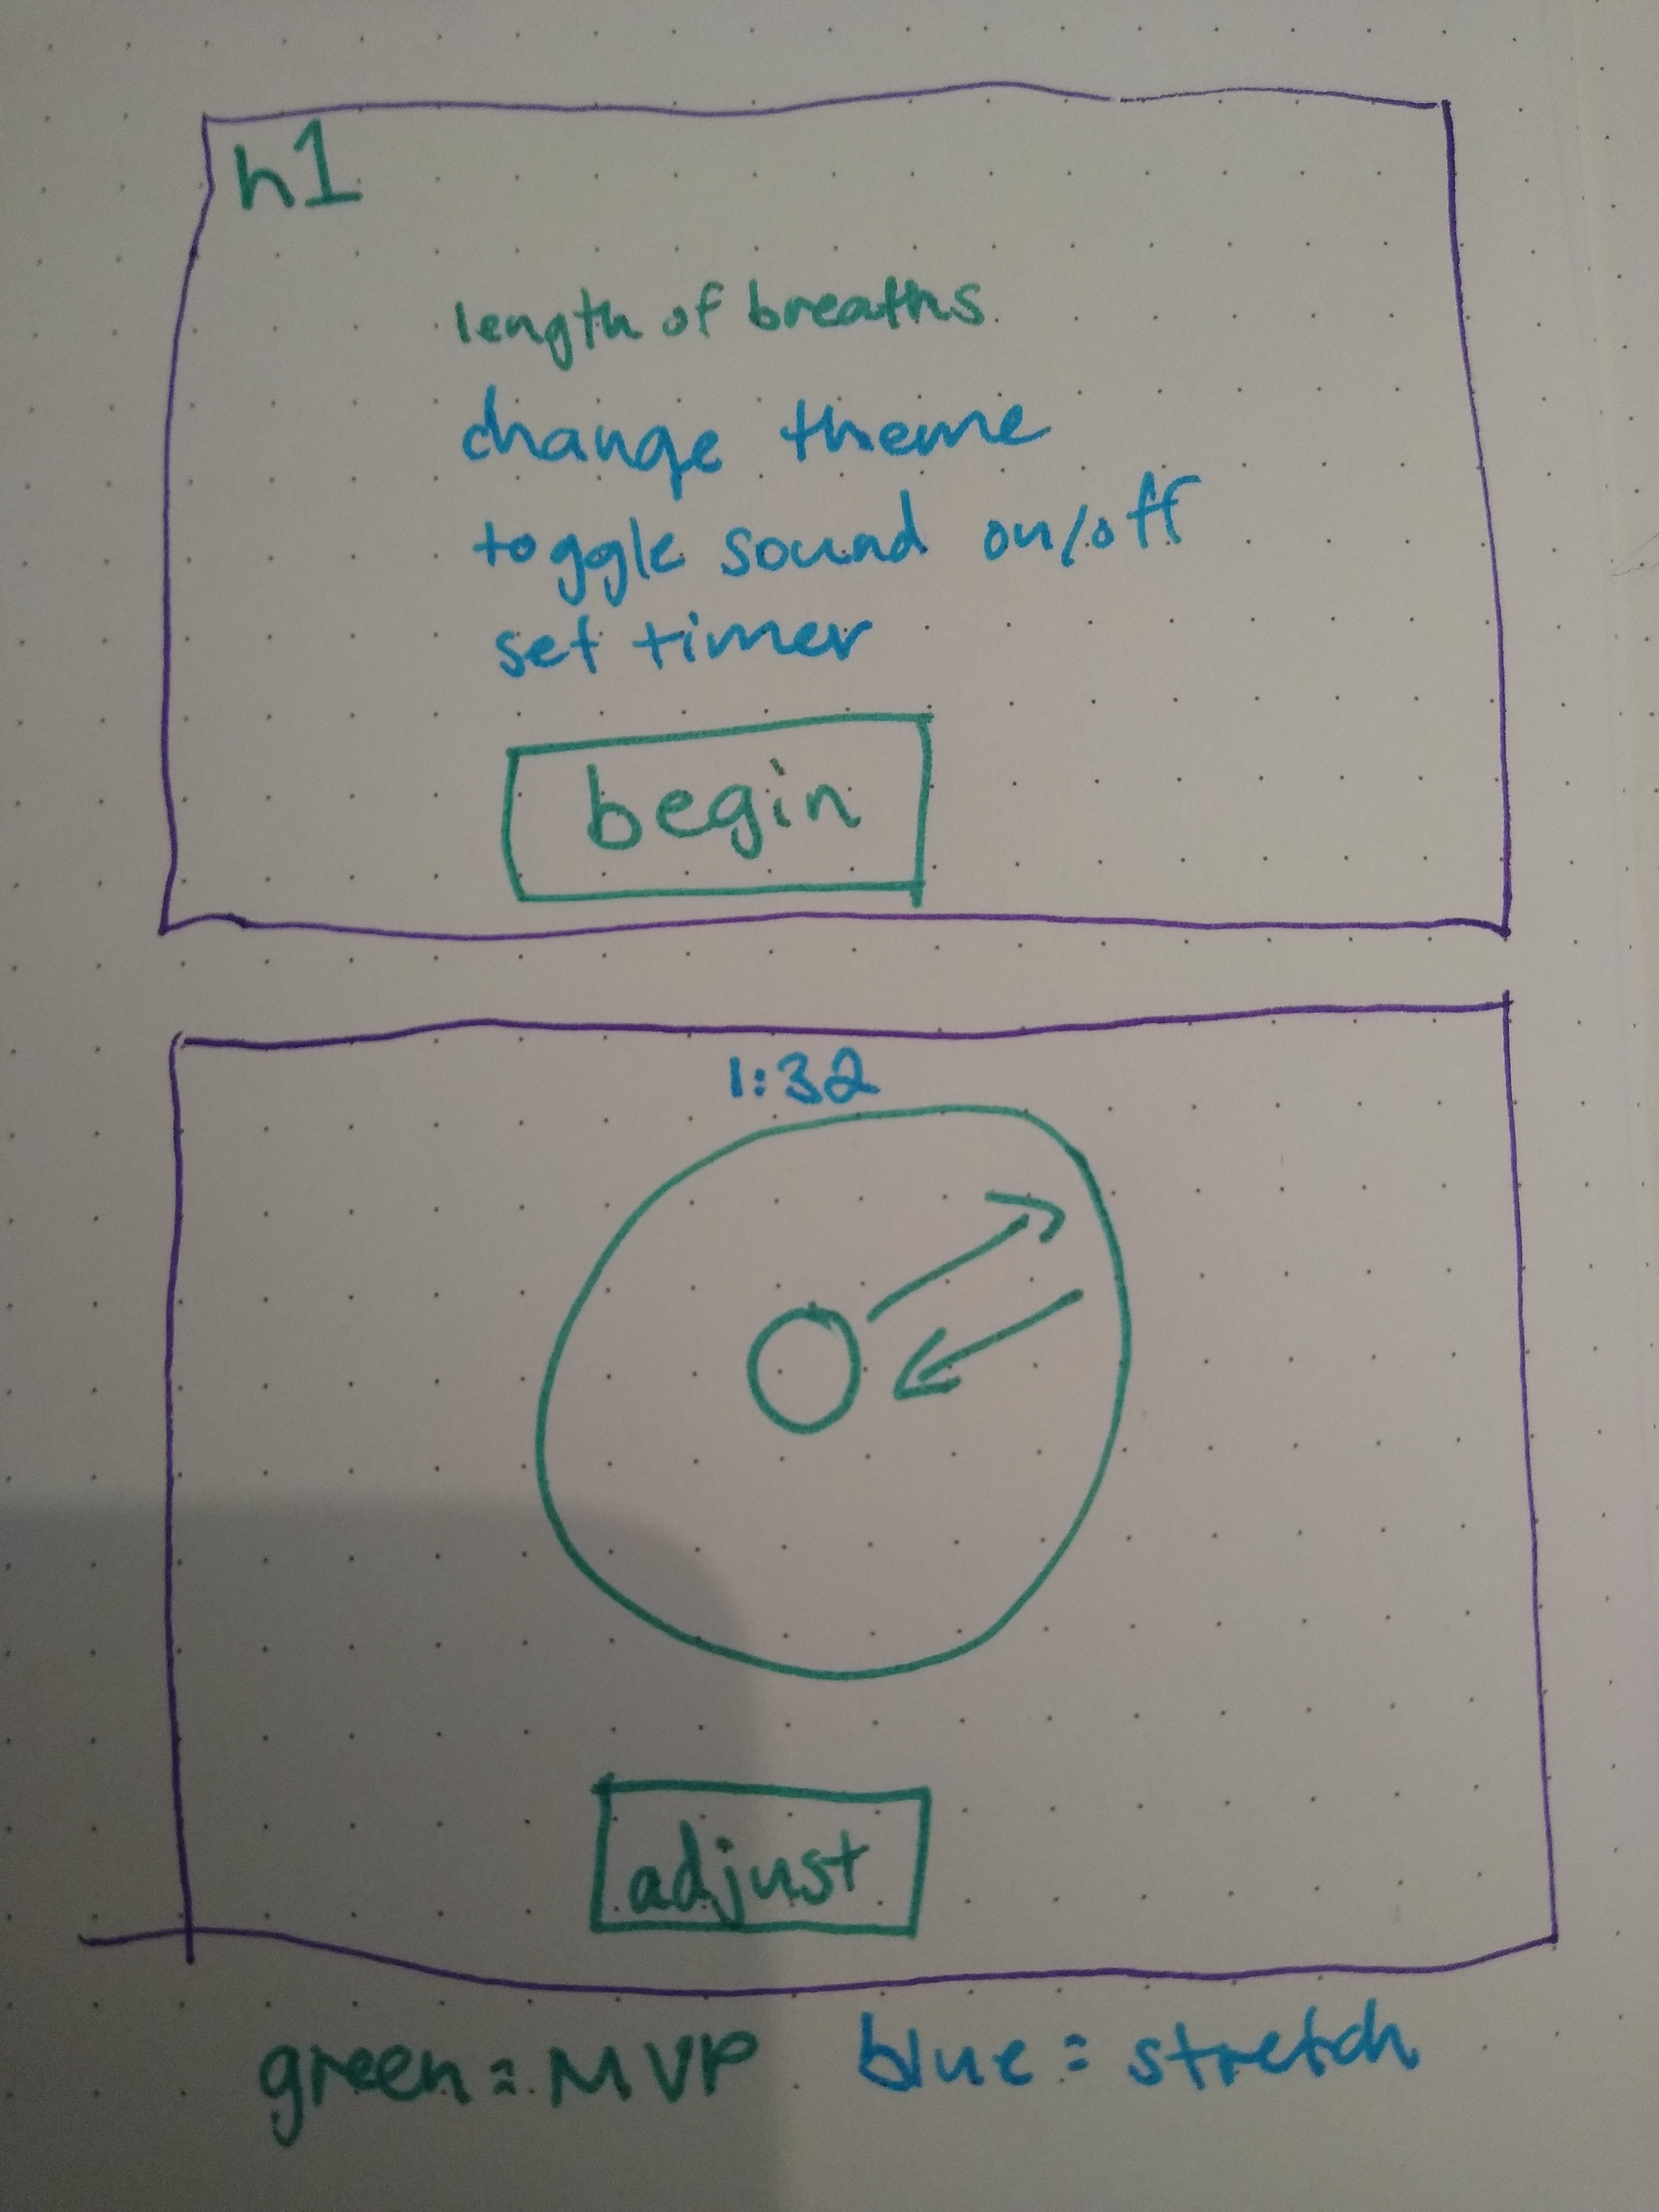 h1
length of breaths
change theme
toggle sound on/off
set timer
begin
1:32
adjust
green = MVP blue = stretch